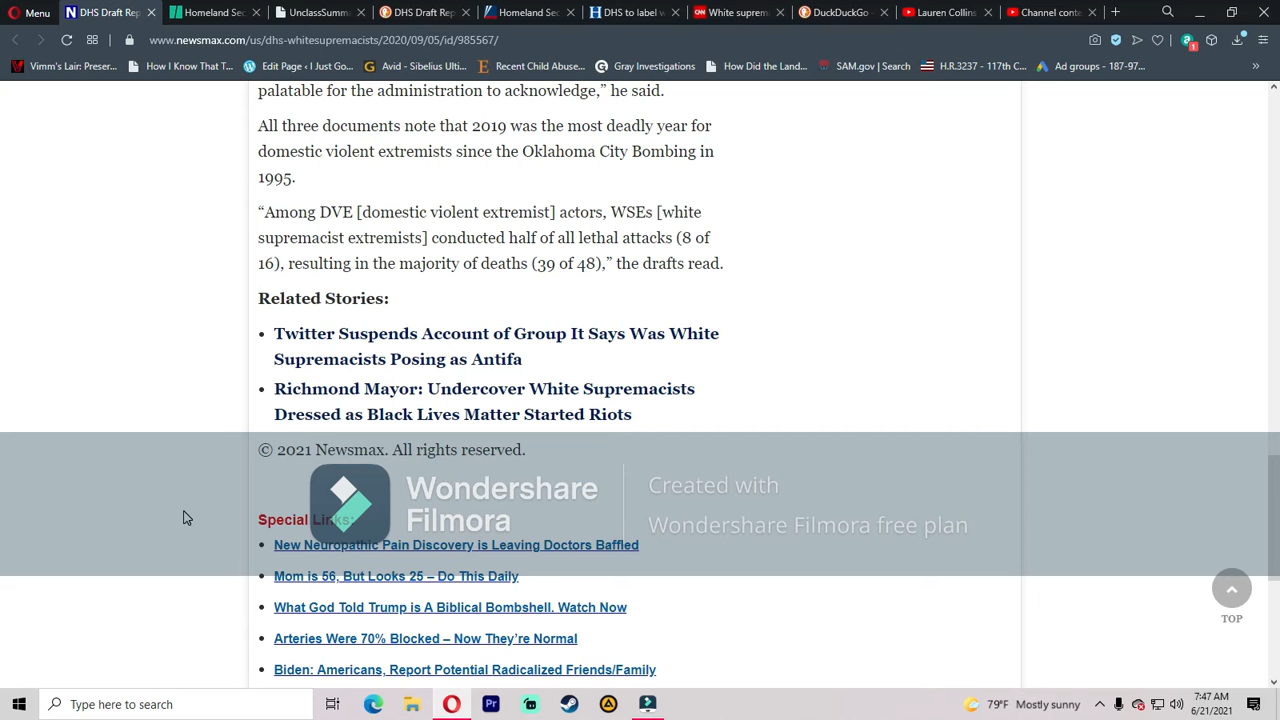 Menu
DHS Draft Rep
Homeland Sec
UnclassSumma
DHS Draft Rep
Homeland Sec
DHS to label w
White suprem
DuckDuckGo
Lauren Collins
Channel conte
www.newsmax.com/us/dhs-whitesupremacists/2020/09/05/id/985567/
1
Vimm's Lair: Preser...
How I Know That T...
Edit Page ‹ I Just Go...
Avid - Sibelius Ulti...
Recent Child Abuse...
Gray Investigations
How Did the Land...
SAM.gov | Search
H.R.3237 - 117th C...
Ad groups - 187-97...
palatable for the administration to acknowledge,” he said.
All three documents note that 2019 was the most deadly year for
domestic violent extremists since the Oklahoma City Bombing in
1995.
“Among DVE [domestic violent extremist] actors, WSEs [white
supremacist extremists] conducted half of all lethal attacks (8 of
16), resulting in the majority of deaths (39 of 48),” the drafts read.
Related Stories:
• Twitter Suspends Account of Group It Says Was White
Supremacists Posing as Antifa
• Richmond Mayor: Undercover White Supremacists
Dressed as Black Lives Matter Started Riots
© 2021 Newsmax. All rights reserved.
Wondershare
Filmora
Created with
Wondershare Filmora free plan
Special Links:
• New Neuropathic Pain Discovery is Leaving Doctors Baffled
• Mom is 56, But Looks 25 – Do This Daily
• What God Told Trump is A Biblical Bombshell. Watch Now
• Arteries Were 70% Blocked – Now They’re Normal
• Biden: Americans, Report Potential Radicalized Friends/Family
TOP
Type here to search
Pr
79°F Mostly sunny
7:47 AM
6/21/2021